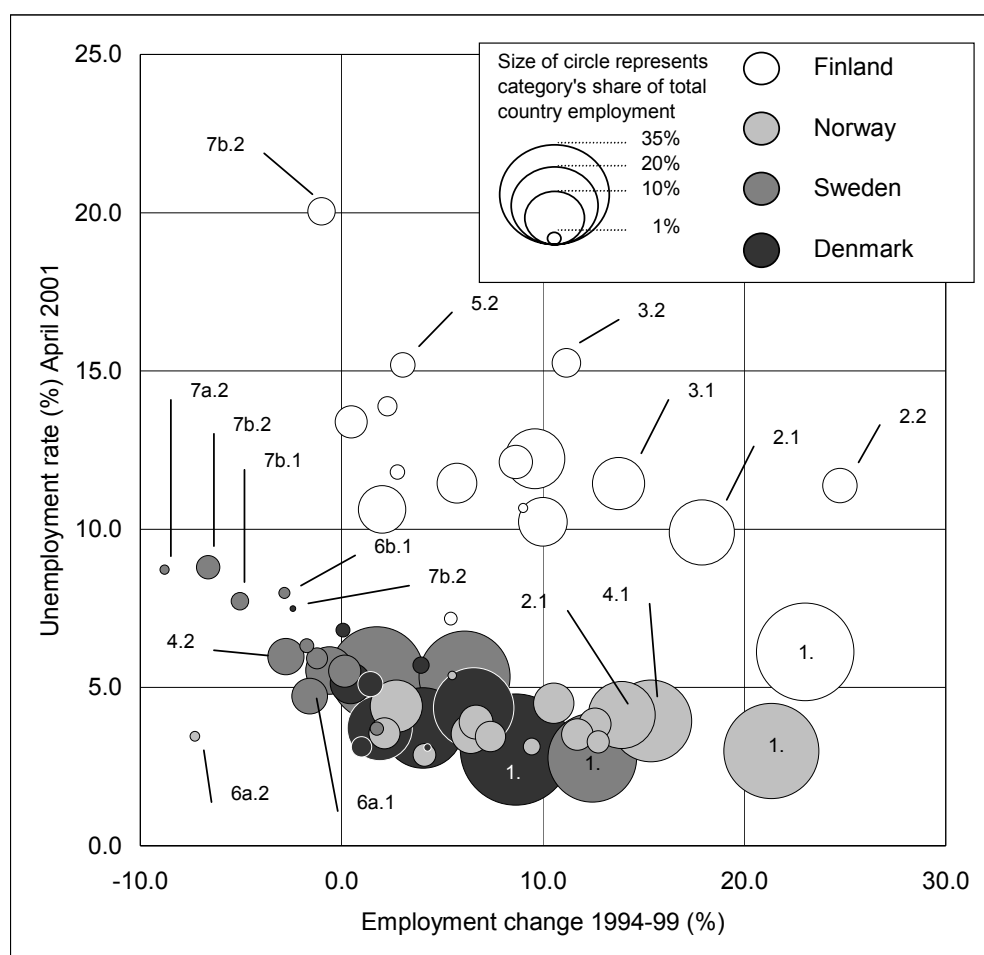 25.0
20.0
15.0
10.0
5.0
0.0
Unemployment rate (%) April 2001
-10.0
0.0
10.0
20.0
30.0
Employment change 1994-99 (%)
Size of circle represents
category's share of total
country employment
35%
20%
10%
1%
Finland
Norway
Sweden
Denmark
7b.2
5.2
3.2
7a.2
7b.2
7b.1
3.1
2.1
2.2
6b.1
7b.2
2.1
4.1
4.2
1.
1.
1.
1.
6a.2
6a.1